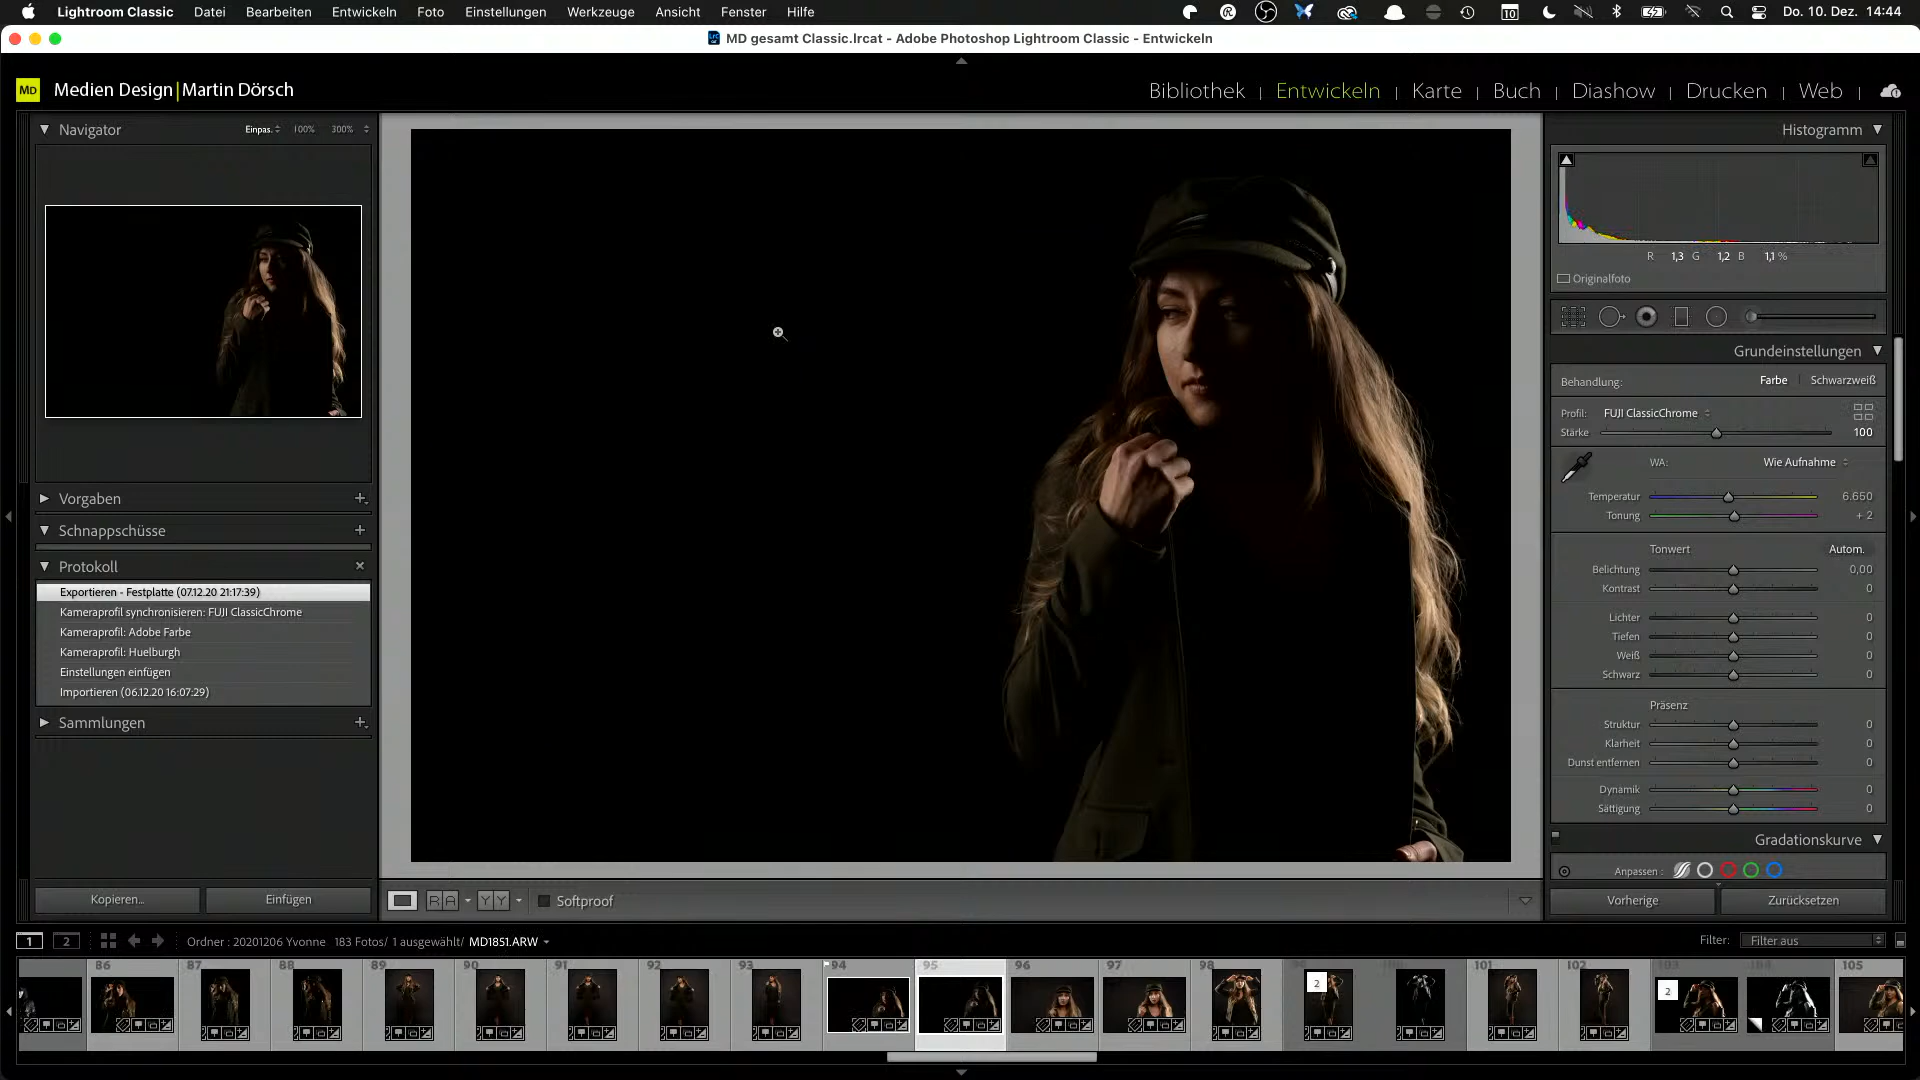 Lightroom Classic Datei Bearbeiten Entwickeln Foto Einstellungen Werkzeuge Ansicht Fenster Hilfe 10 Do. 10. Dez. 14:44
MD gesamt Classic.lrcat - Adobe Photoshop Lightroom Classic - Entwickeln
MD Medien Design | Martin Dörsch
Bibliothek | Entwickeln | Karte | Buch | Diashow | Drucken | Web
Navigator Einpas. 100% 300%
Vorgaben
Schnappschüsse
Protokoll
Exportieren - Festplatte (07.12.20 21:17:39)
Kameraprofil synchronisieren: FUJI ClassicChrome
Kameraprofil: Adobe Farbe
Kameraprofil: Huelburgh
Einstellungen einfügen
Importieren (06.12.20 16:07:29)
Sammlungen
Kopieren... Einfügen
RA YY Softproof
Histogramm
R 1,3 G 1,2 B 1,1 %
Originalfoto
Grundeinstellungen
Behandlung: Farbe Schwarzweiß
Profil: FUJI ClassicChrome
Stärke 100
WA: Wie Aufnahme
Temperatur 6.650
Tonung + 2
Tonwert Autom.
Belichtung 0,00
Kontrast 0
Lichter 0
Tiefen 0
Weiß 0
Schwarz 0
Präsenz
Struktur 0
Klarheit 0
Dunst entfernen 0
Dynamik 0
Sättigung 0
Gradationskurve
Anpassen :
Vorherige Zurücksetzen
1 2 Ordner : 20201206 Yvonne 183 Fotos/ 1 ausgewählt/ MD1851.ARW Filter: Filter aus
86 87 88 89 90 91 92 93 94 95 96 97 98 101 102 103 104 105
2 2